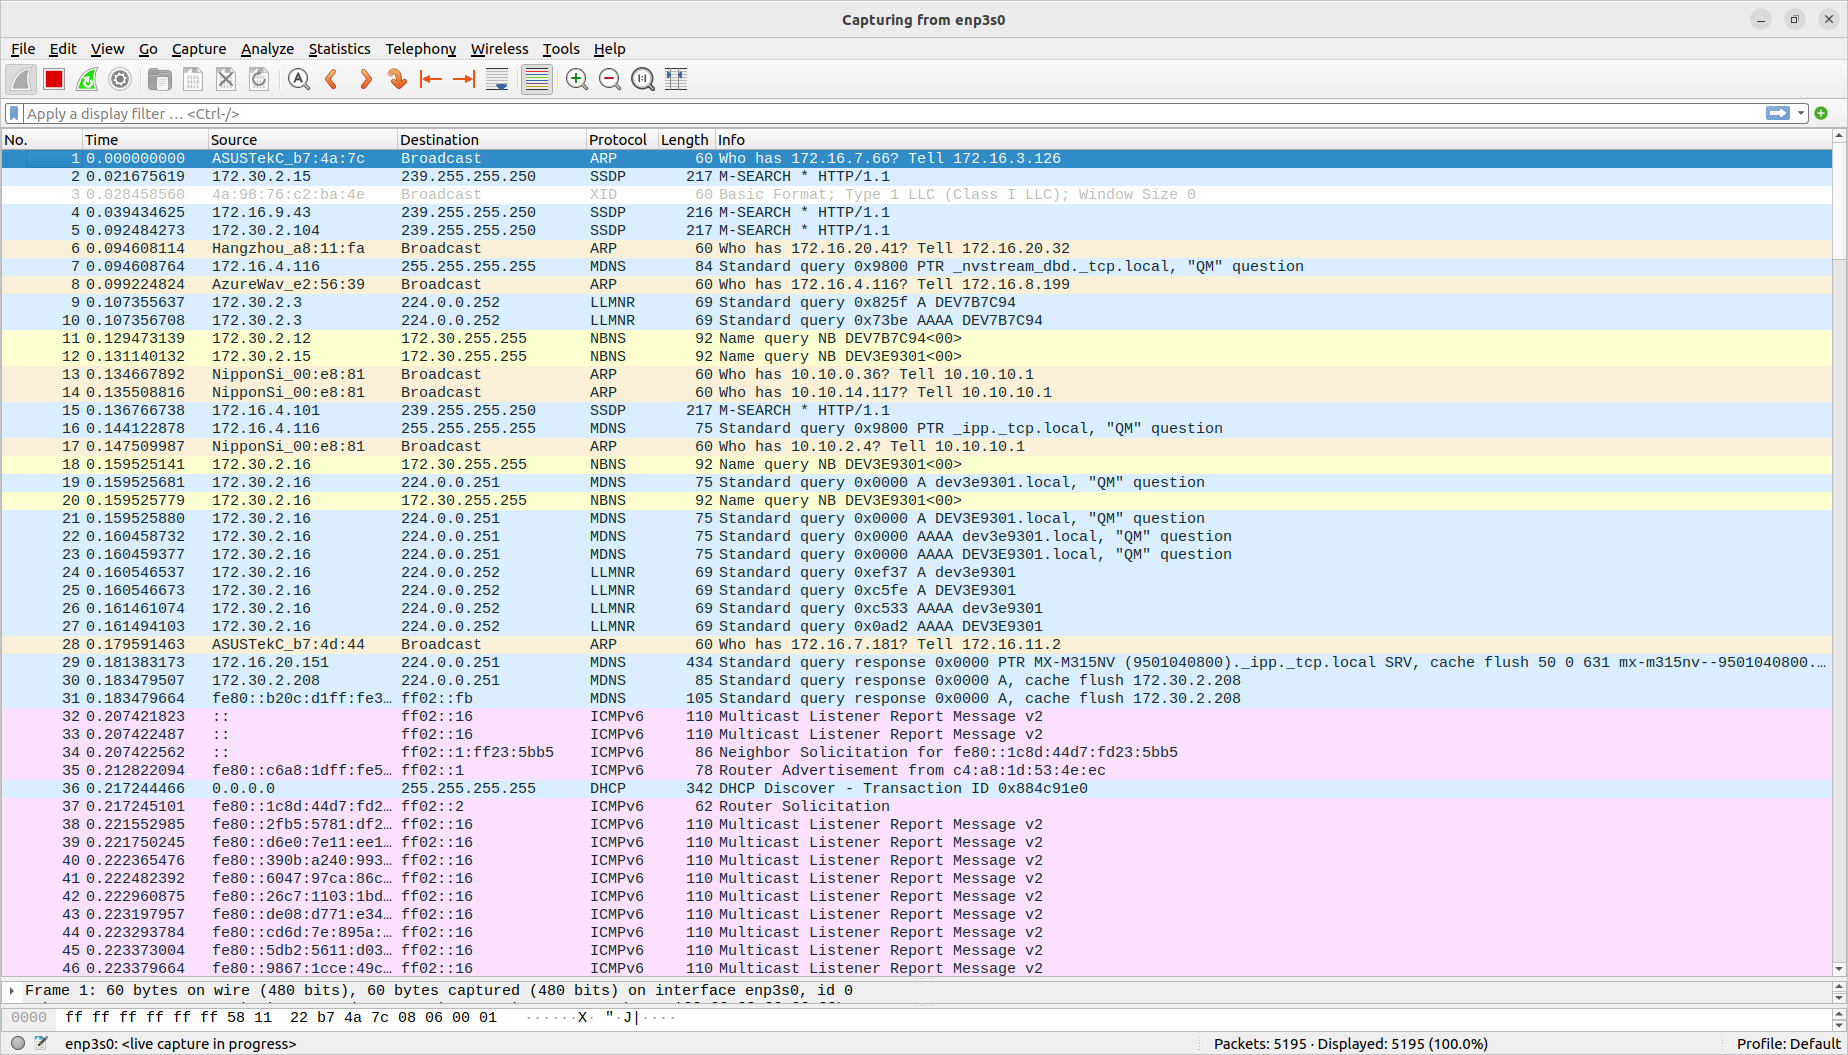 Capturing from enp3s0
File Edit View Go Capture Analyze Statistics Telephony Wireless Tools Help
Apply a display filter … <Ctrl-/>
No. Time Source Destination Protocol Length Info
1 0.000000000 ASUSTekC_b7:4a:7c Broadcast ARP 60 Who has 172.16.7.66? Tell 172.16.3.126
2 0.021675619 172.30.2.15 239.255.255.250 SSDP 217 M-SEARCH * HTTP/1.1
3 0.028458560 4a:98:76:c2:ba:4e Broadcast XID 60 Basic Format; Type 1 LLC (Class I LLC); Window Size 0
4 0.039434625 172.16.9.43 239.255.255.250 SSDP 216 M-SEARCH * HTTP/1.1
5 0.092484273 172.30.2.104 239.255.255.250 SSDP 217 M-SEARCH * HTTP/1.1
6 0.094608114 Hangzhou_a8:11:fa Broadcast ARP 60 Who has 172.16.20.41? Tell 172.16.20.32
7 0.094608764 172.16.4.116 255.255.255.255 MDNS 84 Standard query 0x9800 PTR _nvstream_dbd._tcp.local, "QM" question
8 0.099224824 AzureWav_e2:56:39 Broadcast ARP 60 Who has 172.16.4.116? Tell 172.16.8.199
9 0.107355637 172.30.2.3 224.0.0.252 LLMNR 69 Standard query 0x825f A DEV7B7C94
10 0.107356708 172.30.2.3 224.0.0.252 LLMNR 69 Standard query 0x73be AAAA DEV7B7C94
11 0.129473139 172.30.2.12 172.30.255.255 NBNS 92 Name query NB DEV7B7C94<00>
12 0.131140132 172.30.2.15 172.30.255.255 NBNS 92 Name query NB DEV3E9301<00>
13 0.134667892 NipponSi_00:e8:81 Broadcast ARP 60 Who has 10.10.0.36? Tell 10.10.10.1
14 0.135508816 NipponSi_00:e8:81 Broadcast ARP 60 Who has 10.10.14.117? Tell 10.10.10.1
15 0.136766738 172.16.4.101 239.255.255.250 SSDP 217 M-SEARCH * HTTP/1.1
16 0.144122878 172.16.4.116 255.255.255.255 MDNS 75 Standard query 0x9800 PTR _ipp._tcp.local, "QM" question
17 0.147509987 NipponSi_00:e8:81 Broadcast ARP 60 Who has 10.10.2.4? Tell 10.10.10.1
18 0.159525141 172.30.2.16 172.30.255.255 NBNS 92 Name query NB DEV3E9301<00>
19 0.159525681 172.30.2.16 224.0.0.251 MDNS 75 Standard query 0x0000 A dev3e9301.local, "QM" question
20 0.159525779 172.30.2.16 172.30.255.255 NBNS 92 Name query NB DEV3E9301<00>
21 0.159525880 172.30.2.16 224.0.0.251 MDNS 75 Standard query 0x0000 A DEV3E9301.local, "QM" question
22 0.160458732 172.30.2.16 224.0.0.251 MDNS 75 Standard query 0x0000 AAAA dev3e9301.local, "QM" question
23 0.160459377 172.30.2.16 224.0.0.251 MDNS 75 Standard query 0x0000 AAAA DEV3E9301.local, "QM" question
24 0.160546537 172.30.2.16 224.0.0.252 LLMNR 69 Standard query 0xef37 A dev3e9301
25 0.160546673 172.30.2.16 224.0.0.252 LLMNR 69 Standard query 0xc5fe A DEV3E9301
26 0.161461074 172.30.2.16 224.0.0.252 LLMNR 69 Standard query 0xc533 AAAA dev3e9301
27 0.161494103 172.30.2.16 224.0.0.252 LLMNR 69 Standard query 0x0ad2 AAAA DEV3E9301
28 0.179591463 ASUSTekC_b7:4d:44 Broadcast ARP 60 Who has 172.16.7.181? Tell 172.16.11.2
29 0.181383173 172.16.20.151 224.0.0.251 MDNS 434 Standard query response 0x0000 PTR MX-M315NV (9501040800)._ipp._tcp.local SRV, cache flush 50 0 631 mx-m315nv--9501040800.…
30 0.183479507 172.30.2.208 224.0.0.251 MDNS 85 Standard query response 0x0000 A, cache flush 172.30.2.208
31 0.183479664 fe80::b20c:d1ff:fe3… ff02::fb MDNS 105 Standard query response 0x0000 A, cache flush 172.30.2.208
32 0.207421823 :: ff02::16 ICMPv6 110 Multicast Listener Report Message v2
33 0.207422487 :: ff02::16 ICMPv6 110 Multicast Listener Report Message v2
34 0.207422562 :: ff02::1:ff23:5bb5 ICMPv6 86 Neighbor Solicitation for fe80::1c8d:44d7:fd23:5bb5
35 0.212822094 fe80::c6a8:1dff:fe5… ff02::1 ICMPv6 78 Router Advertisement from c4:a8:1d:53:4e:ec
36 0.217244466 0.0.0.0 255.255.255.255 DHCP 342 DHCP Discover - Transaction ID 0x884c91e0
37 0.217245101 fe80::1c8d:44d7:fd2… ff02::2 ICMPv6 62 Router Solicitation
38 0.221552985 fe80::2fb5:5781:df2… ff02::16 ICMPv6 110 Multicast Listener Report Message v2
39 0.221750245 fe80::d6e0:7e11:ee1… ff02::16 ICMPv6 110 Multicast Listener Report Message v2
40 0.222365476 fe80::390b:a240:993… ff02::16 ICMPv6 110 Multicast Listener Report Message v2
41 0.222482392 fe80::6047:97ca:86c… ff02::16 ICMPv6 110 Multicast Listener Report Message v2
42 0.222960875 fe80::26c7:1103:1bd… ff02::16 ICMPv6 110 Multicast Listener Report Message v2
43 0.223197957 fe80::de08:d771:e34… ff02::16 ICMPv6 110 Multicast Listener Report Message v2
44 0.223293784 fe80::cd6d:7e:895a:… ff02::16 ICMPv6 110 Multicast Listener Report Message v2
45 0.223373004 fe80::5db2:5611:d03… ff02::16 ICMPv6 110 Multicast Listener Report Message v2
46 0.223379664 fe80::9867:1cce:49c… ff02::16 ICMPv6 110 Multicast Listener Report Message v2
Frame 1: 60 bytes on wire (480 bits), 60 bytes captured (480 bits) on interface enp3s0, id 0
0000 ff ff ff ff ff ff 58 11 22 b7 4a 7c 08 06 00 01 ······X· "·J|····
enp3s0: <live capture in progress> Packets: 5195 · Displayed: 5195 (100.0%) Profile: Default